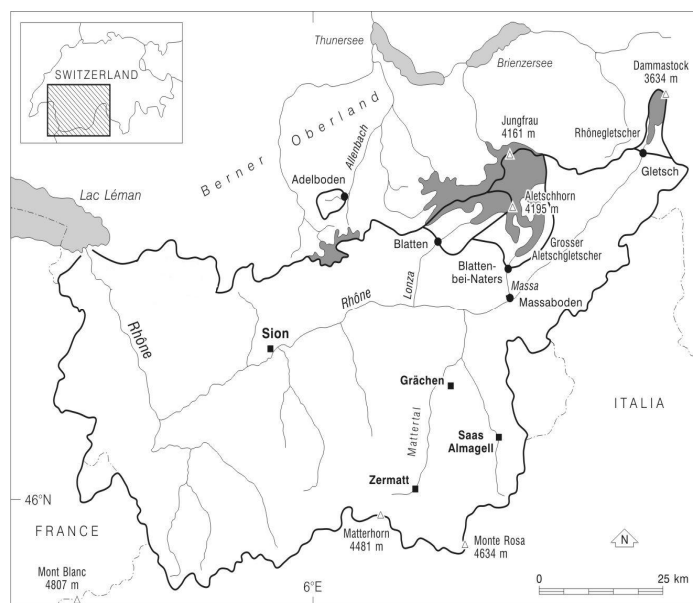 Thunersee
Brienzersee
Dammastock
3634 m
SWITZERLAND
Jungfrau
4161 m
Rhônegletscher
Berner Oberland
Allenbach
Gletsch
Adelboden
Lac Léman
Aletschhorn
4195 m
Blatten
Grosser
Aletschgletscher
Blatten-
bei-Naters
Lonza
Massa
Rhône
Massaboden
Rhône
Sion
Grächen
ITALIA
Mattertal
Saas
Almagell
Zermatt
46°N
FRANCE
Matterhorn
4481 m
Monte Rosa
4634 m
N
Mont Blanc
4807 m
6°E
0 25 km